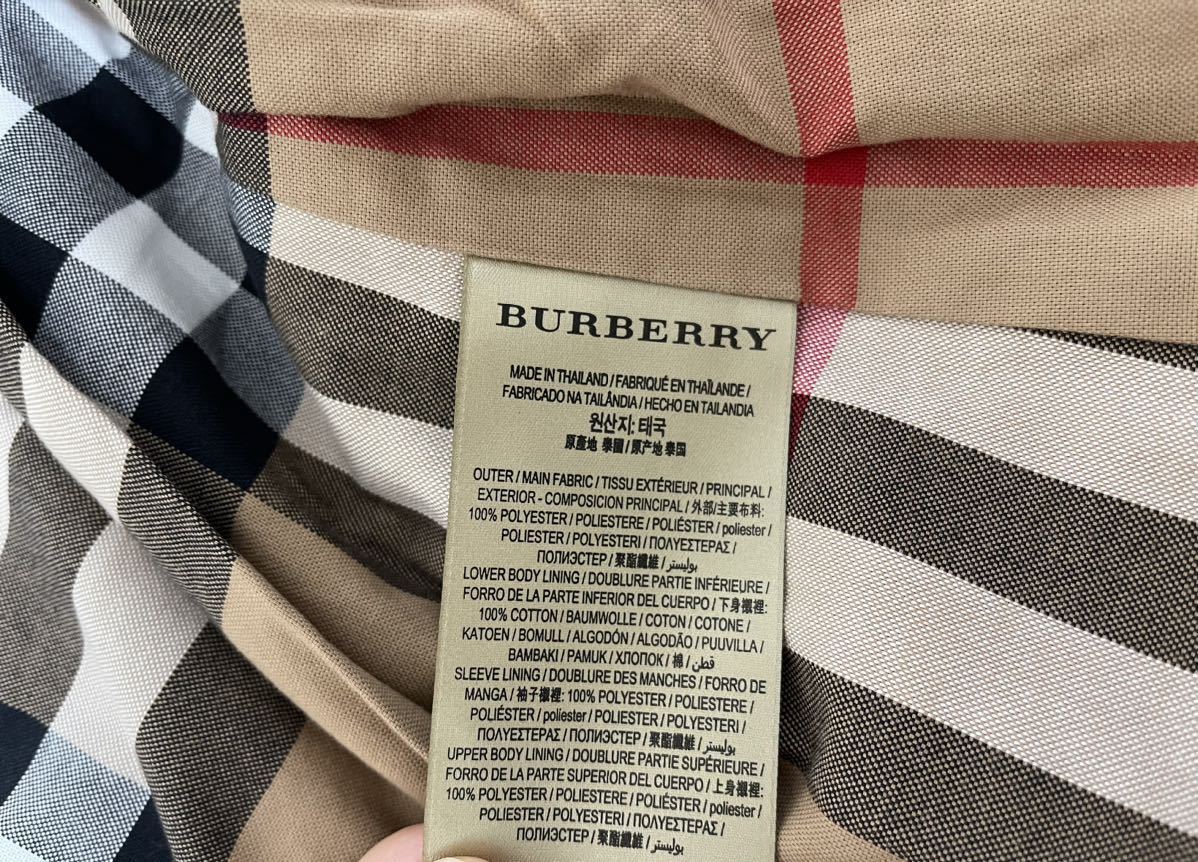 BURBERRY
MADE IN THAILAND / FABRIQUÉ EN THAÏLANDE /
FABRICADO NA TAILÂNDIA / HECHO EN TAILANDIA
원산지: 태국
原產地 泰國 / 原产地 泰国
OUTER / MAIN FABRIC / TISSU EXTÉRIEUR / PRINCIPAL /
EXTERIOR - COMPOSICION PRINCIPAL / 外部/主要布料:
100% POLYESTER / POLIESTERE / POLIÉSTER / poliester /
POLIESTER / POLYESTERI / ΠΟΛΥΕΣΤΕΡΑΣ /
ПОЛИЭСТЕР / 聚酯纖維 / بوليستر /
LOWER BODY LINING / DOUBLURE PARTIE INFÉRIEURE /
FORRO DE LA PARTE INFERIOR DEL CUERPO / 下身襯裡:
100% COTTON / BAUMWOLLE / COTON / COTONE /
KATOEN / BOMULL / ALGODÓN / ALGODÃO / PUUVILLA /
BAMBAKI / PAMUK / ХЛОПОК / 棉 / قطن /
SLEEVE LINING / DOUBLURE DES MANCHES / FORRO DE
MANGA / 袖子襯裡: 100% POLYESTER / POLIESTERE /
POLIÉSTER / poliester / POLIESTER / POLYESTERI /
ΠΟΛΥΕΣΤΕΡΑΣ / ПОЛИЭСТЕР / 聚酯纖維 / بوليستر /
UPPER BODY LINING / DOUBLURE PARTIE SUPÉRIEURE /
FORRO DE LA PARTE SUPERIOR DEL CUERPO / 上身襯裡:
100% POLYESTER / POLIESTERE / POLIÉSTER / poliester /
POLIESTER / POLYESTERI / ΠΟΛΥΕΣΤΕΡΑΣ /
ПОЛИЭСТЕР / 聚酯纖維 / بوليستر /